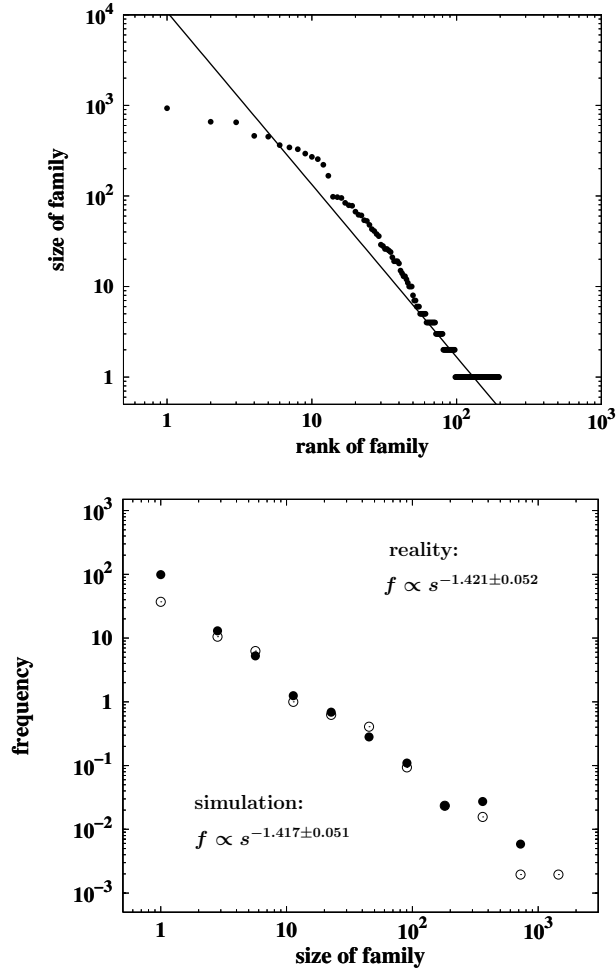 10^4
10^3
10^2
10
1
size of family
1 10 10^2 10^3
rank of family
10^3
10^2
10
1
10^{-1}
10^{-2}
10^{-3}
frequency
reality:
f ∝ s^{-1.421±0.052}
simulation:
f ∝ s^{-1.417±0.051}
1 10 10^2 10^3
size of family